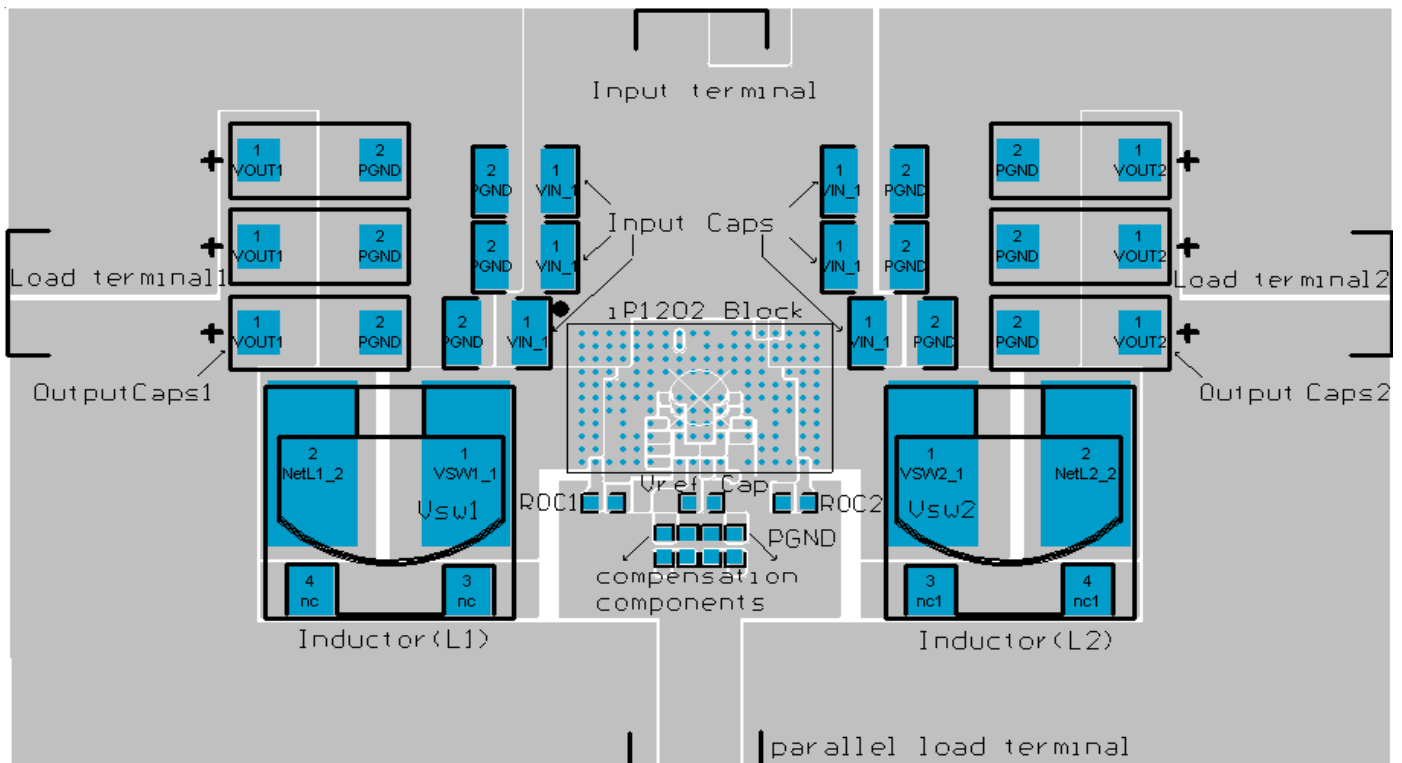 Input terminal
+ 1 VOUT1 2 PGND
2 PGND 1 VIN_1
1 VIN_1 2 PGND
2 PGND 1 VOUT2 +
Input Caps
+ 1 VOUT1 2 PGND
2 PGND 1 VIN_1
1 VIN_1 2 PGND
2 PGND 1 VOUT2 +
Load terminal1
Load terminal2
iP1202 Block
+ 1 VOUT1 2 PGND
2 PGND 1 VIN_1
1 VIN_1 2 PGND
2 PGND 1 VOUT2 +
OutputCaps1
Output Caps2
2 NetL1_2
1 VSW1_1
Vsw1
1 VSW2_1
2 NetL2_2
Vsw2
Vref Cap
ROC1
ROC2
PGND
compensation
components
4 nc
3 nc
3 nc1
4 nc1
Inductor(L1)
Inductor(L2)
parallel load terminal